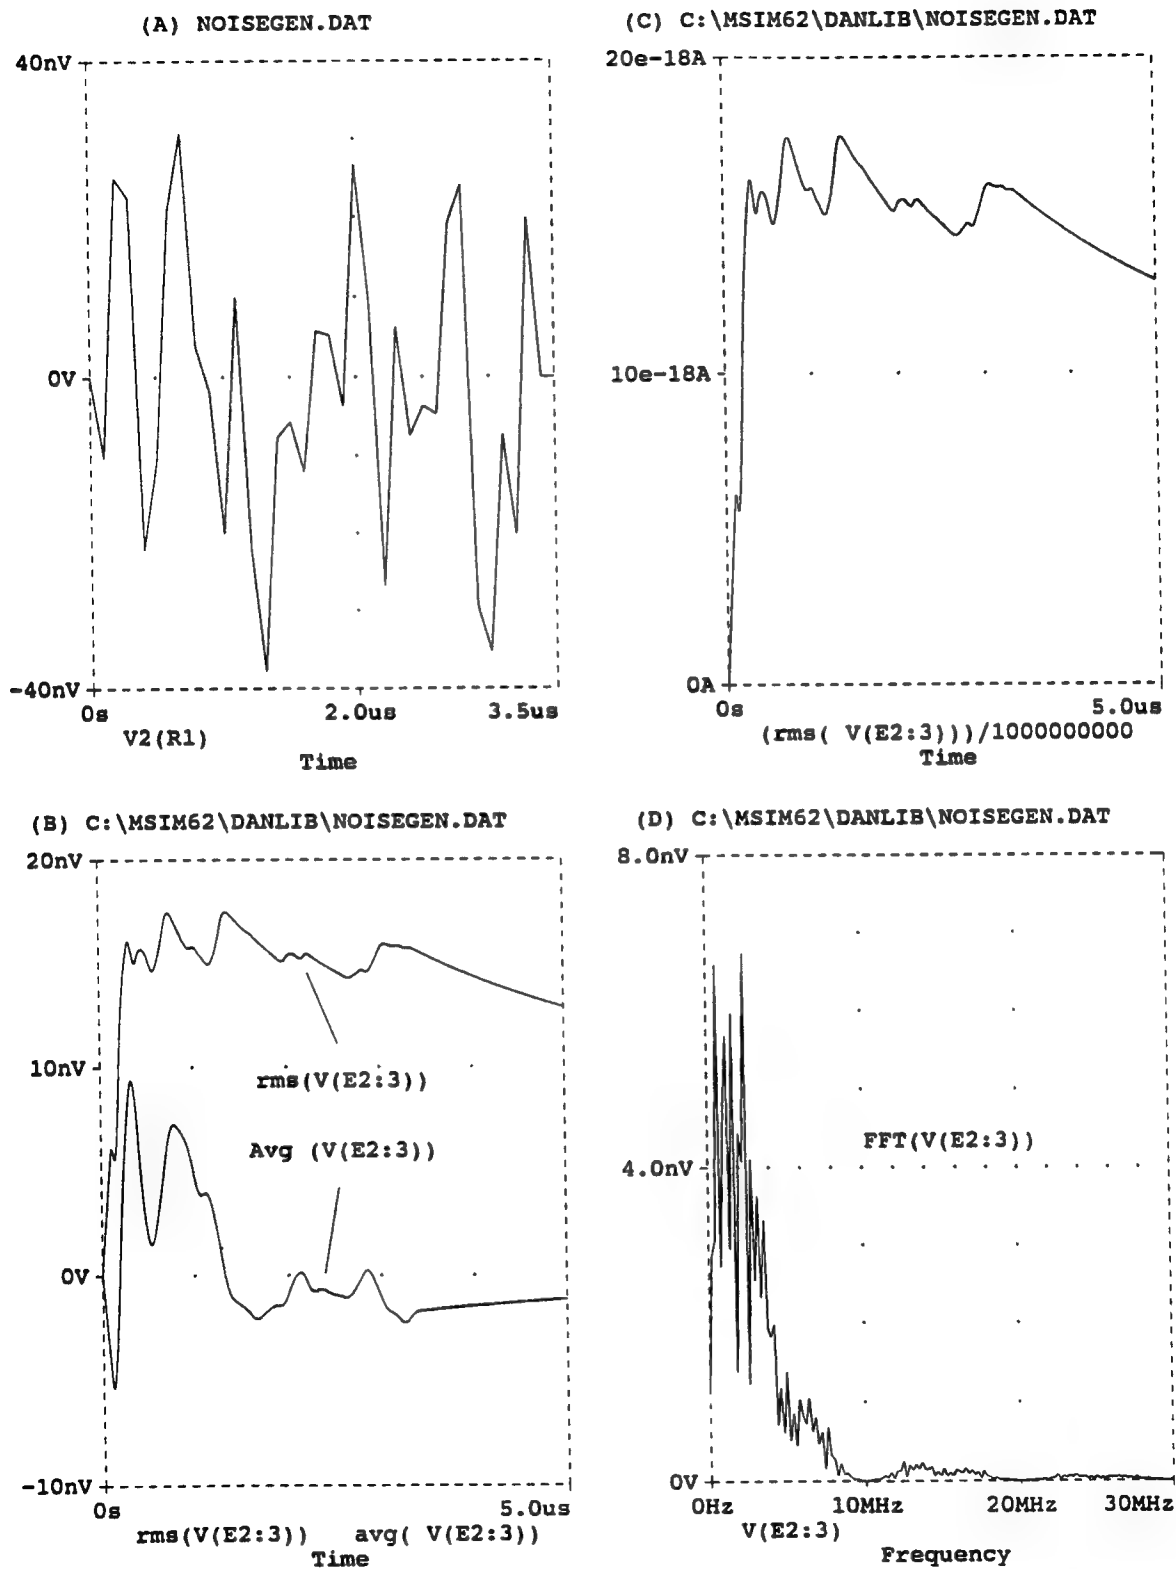 (A) NOISEGEN.DAT
40nV
0V
-40nV
0s
2.0us
3.5us
V2(R1)
Time
(C) C:\MSIM62\DANLIB\NOISEGEN.DAT
20e-18A
10e-18A
0A
0s
5.0us
(rms( V(E2:3)))/1000000000
Time
(B) C:\MSIM62\DANLIB\NOISEGEN.DAT
20nV
10nV
rms(V(E2:3))
Avg (V(E2:3))
0V
-10nV
0s
5.0us
rms(V(E2:3)) avg( V(E2:3))
Time
(D) C:\MSIM62\DANLIB\NOISEGEN.DAT
8.0nV
FFT(V(E2:3))
4.0nV
0V
0Hz
10MHz
20MHz
30MHz
V(E2:3)
Frequency